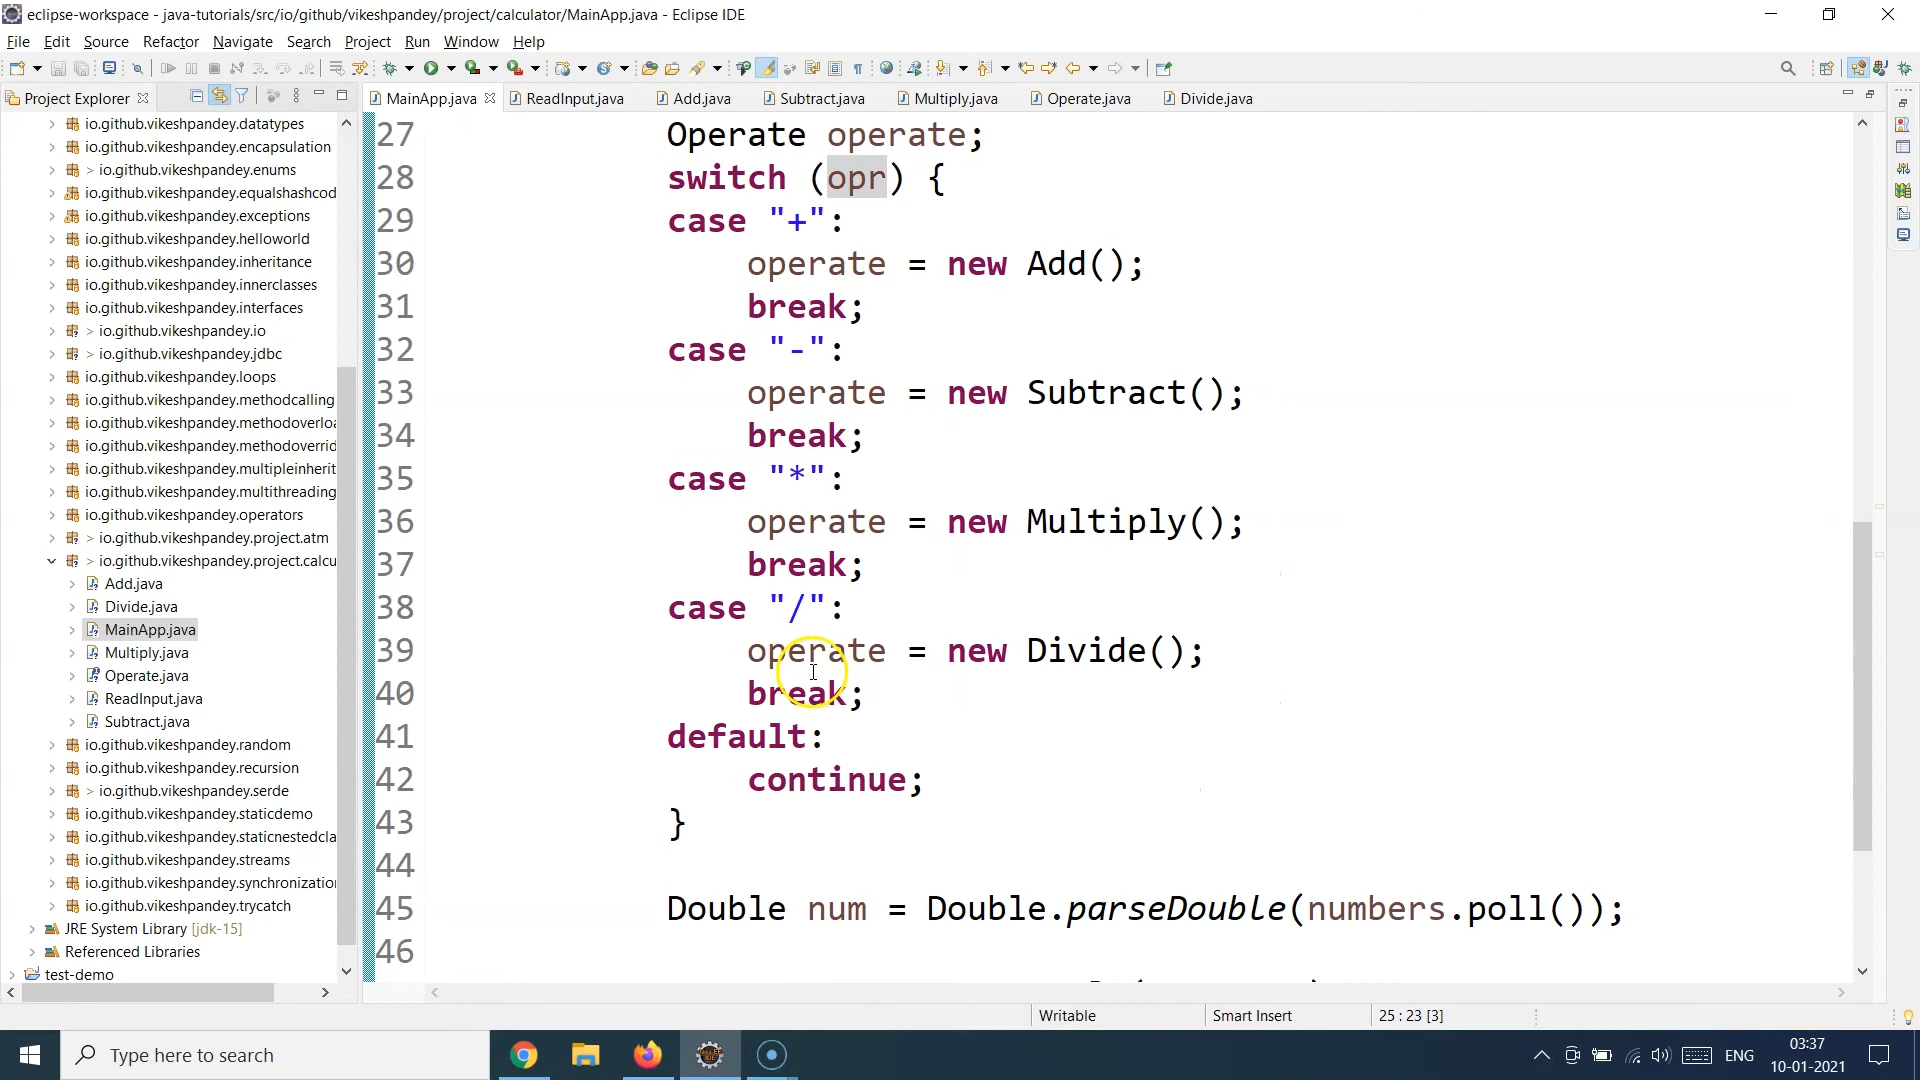 eclipse-workspace - java-tutorials/src/io/github/vikeshpandey/project/calculator/MainApp.java - Eclipse IDE
File Edit Source Refactor Navigate Search Project Run Window Help
Project Explorer
MainApp.java ReadInput.java Add.java Subtract.java Multiply.java Operate.java Divide.java
io.github.vikeshpandey.datatypes
io.github.vikeshpandey.encapsulation
> io.github.vikeshpandey.enums
io.github.vikeshpandey.equalshashcod
io.github.vikeshpandey.exceptions
io.github.vikeshpandey.helloworld
io.github.vikeshpandey.inheritance
io.github.vikeshpandey.innerclasses
io.github.vikeshpandey.interfaces
> io.github.vikeshpandey.io
> io.github.vikeshpandey.jdbc
io.github.vikeshpandey.loops
io.github.vikeshpandey.methodcalling
io.github.vikeshpandey.methodoverloa
io.github.vikeshpandey.methodoverrid
io.github.vikeshpandey.multipleinherit
io.github.vikeshpandey.multithreading
io.github.vikeshpandey.operators
> io.github.vikeshpandey.project.atm
> io.github.vikeshpandey.project.calcu
Add.java
Divide.java
MainApp.java
Multiply.java
Operate.java
ReadInput.java
Subtract.java
io.github.vikeshpandey.random
io.github.vikeshpandey.recursion
> io.github.vikeshpandey.serde
io.github.vikeshpandey.staticdemo
io.github.vikeshpandey.staticnestedcla
io.github.vikeshpandey.streams
io.github.vikeshpandey.synchronization
io.github.vikeshpandey.trycatch
JRE System Library [jdk-15]
Referenced Libraries
test-demo
27 Operate operate;
28 switch (opr) {
29 case "+":
30 operate = new Add();
31 break;
32 case "-":
33 operate = new Subtract();
34 break;
35 case "*":
36 operate = new Multiply();
37 break;
38 case "/":
39 operate = new Divide();
40 break;
41 default:
42 continue;
43 }
44
45 Double num = Double.parseDouble(numbers.poll());
46
Writable Smart Insert 25 : 23 [3]
Type here to search
ENG
03:37
10-01-2021